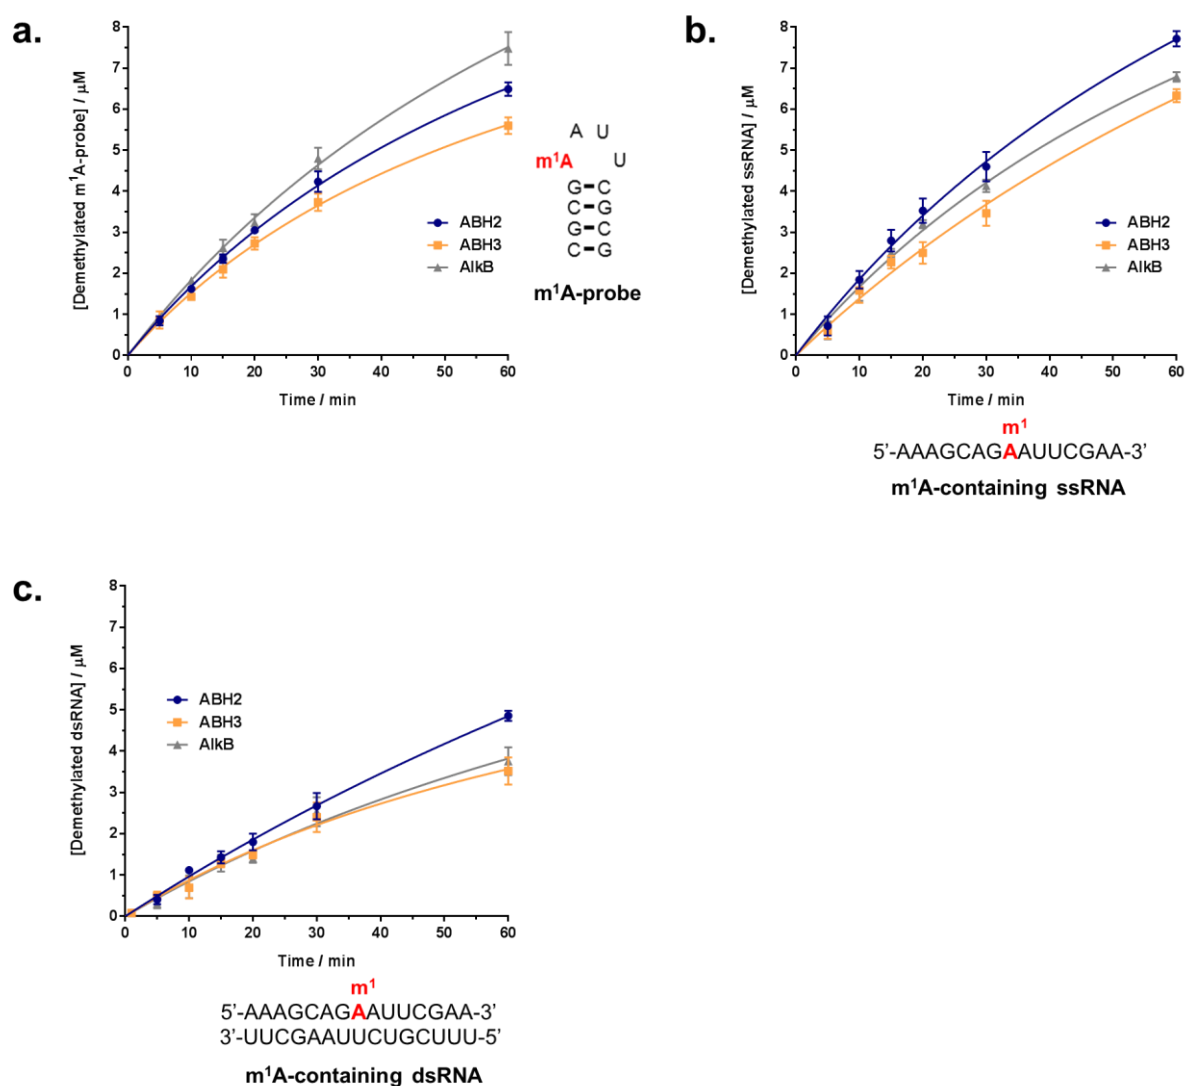 a.
[Demethylated m¹A-probe] / μM
8
7
6
5
4
3
2
1
0
0 10 20 30 40 50 60
Time / min
ABH2
ABH3
AlkB
A U
m¹A U
G-C
C-G
G-C
C-G
m¹A-probe
b.
[Demethylated ssRNA] / μM
8
7
6
5
4
3
2
1
0
0 10 20 30 40 50 60
Time / min
ABH2
ABH3
AlkB
m¹
5’-AAAGCAGAAUUCGAA-3’
m¹A-containing ssRNA
c.
[Demethylated dsRNA] / μM
8
7
6
5
4
3
2
1
0
0 10 20 30 40 50 60
Time / min
ABH2
ABH3
AlkB
m¹
5’-AAAGCAGAAUUCGAA-3’
3’-UUCGAAUUCUGCUUU-5’
m¹A-containing dsRNA